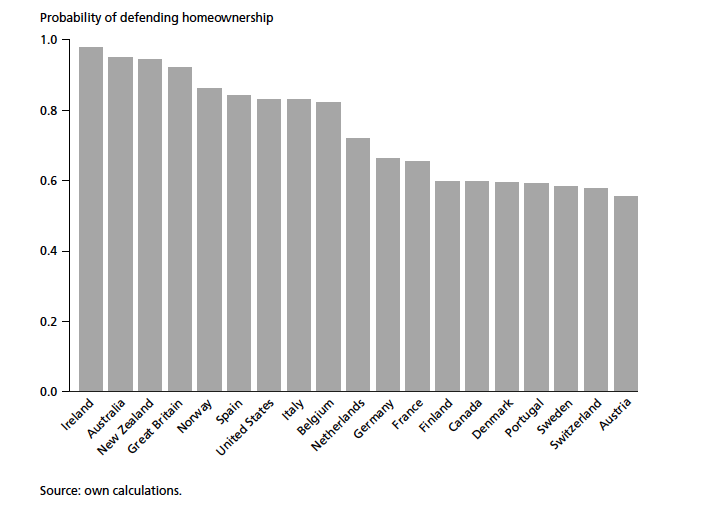 Probability of defending homeownership
1.0
0.8
0.6
0.4
0.2
0.0
Ireland
Australia
New Zealand
Great Britain
Norway
Spain
United States
Italy
Belgium
Netherlands
Germany
France
Finland
Canada
Denmark
Portugal
Sweden
Switzerland
Austria
Source: own calculations.